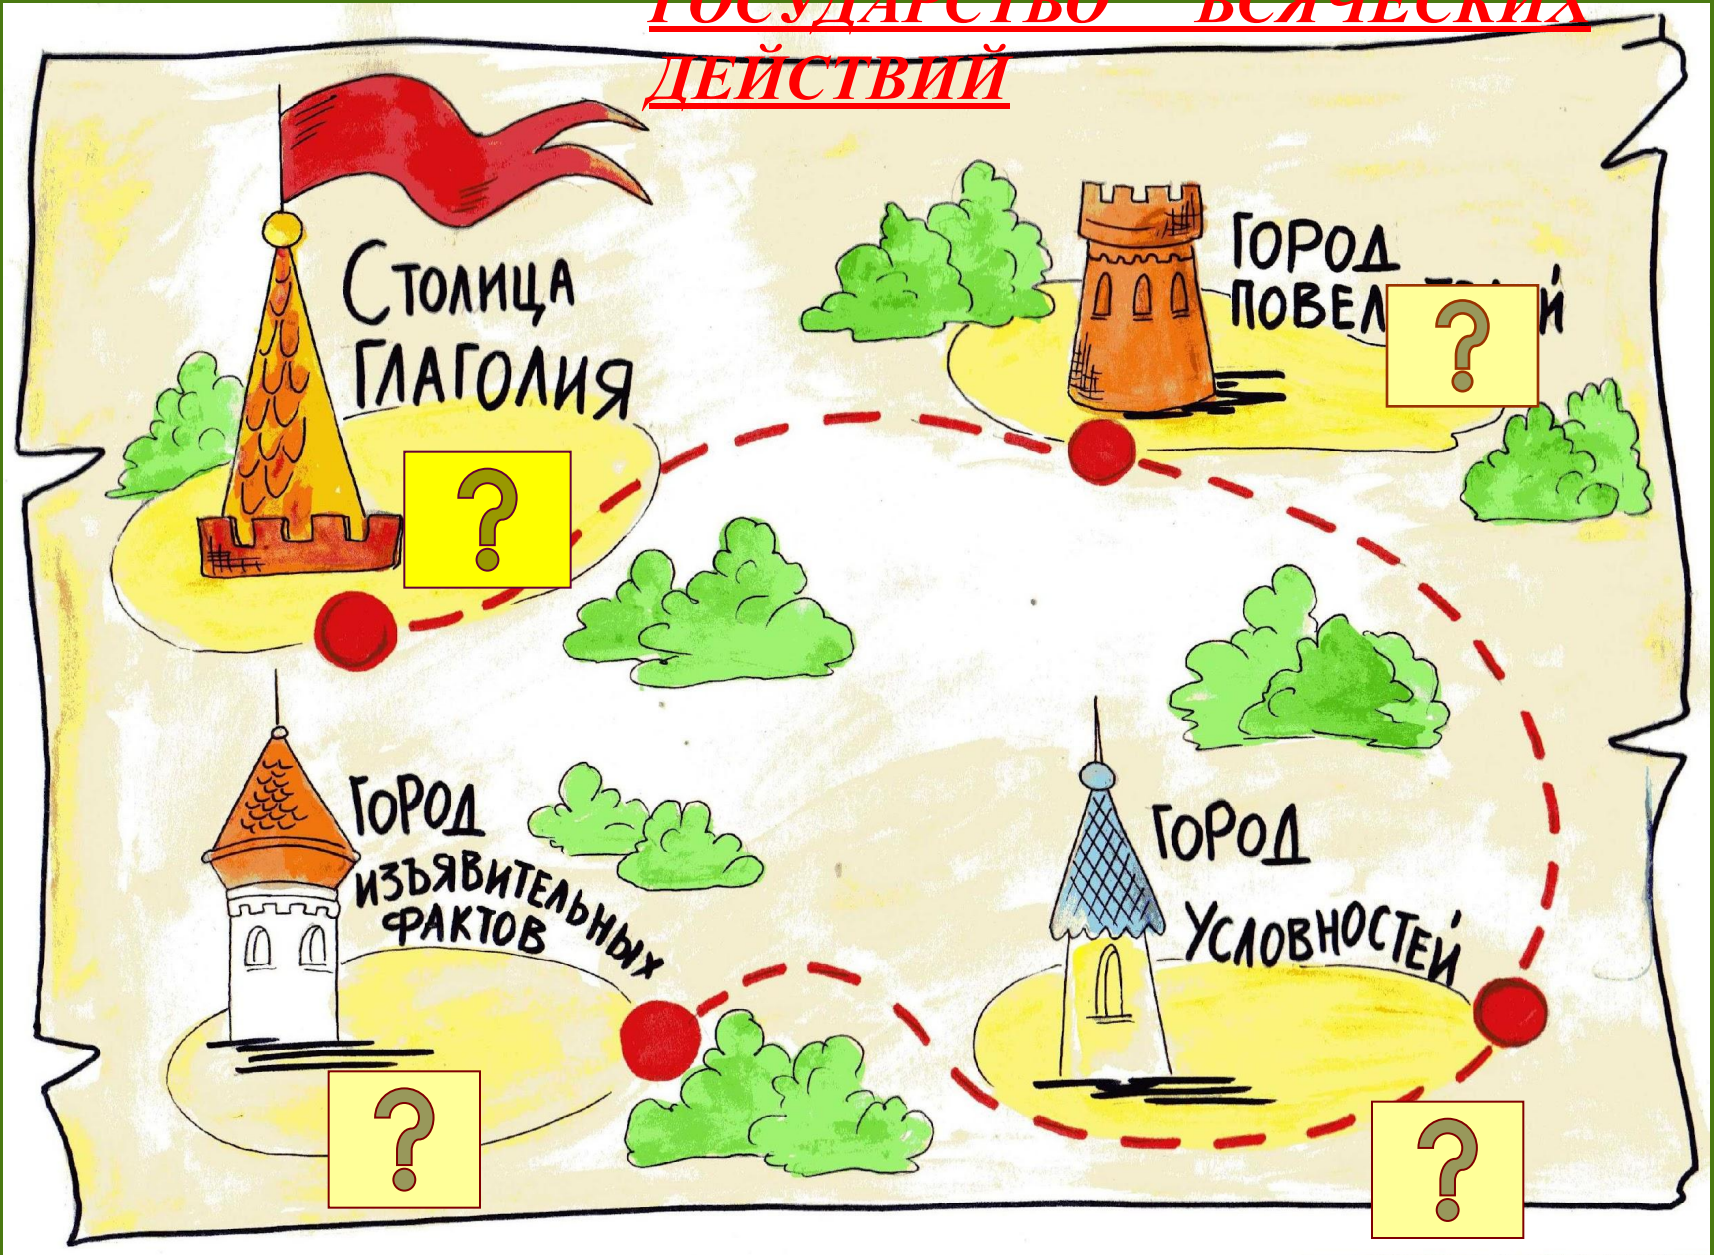 ГОСУДАРСТВО ВСЯЧЕСКИХ
ДЕЙСТВИЙ
СТОЛИЦА
ГЛАГОЛИЯ
ГОРОД
ГОРОД
ИЗЪЯВИТЕЛЬНЫХ
ФАКТОВ
ГОРОД
УСЛОВНОСТЕЙ
?
?
?
?